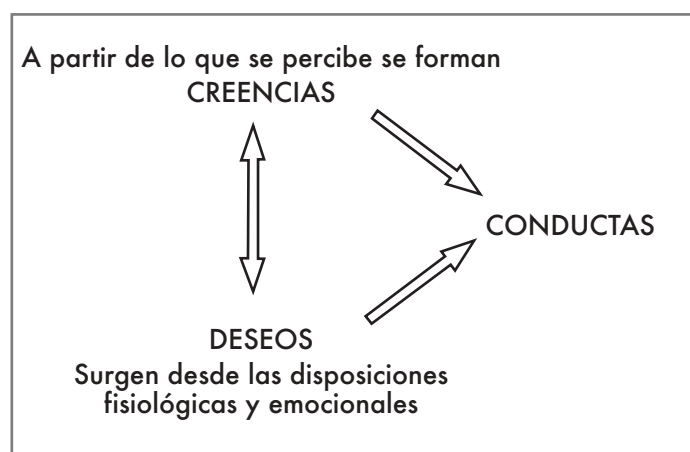 A partir de lo que se percibe se forman
CREENCIAS
CONDUCTAS
DESEOS
Surgen desde las disposiciones
fisiológicas y emocionales